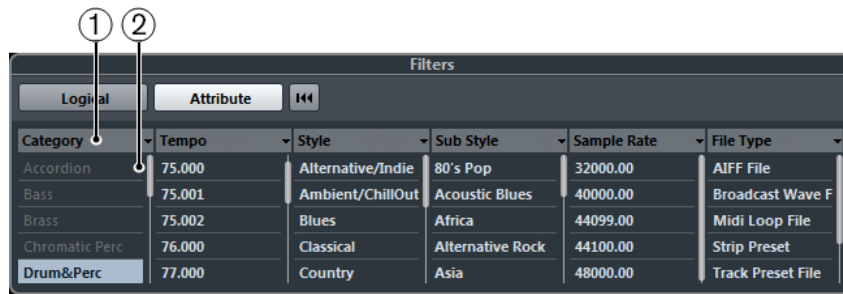 1 2
Filters
Logical Attribute
Category Tempo Style Sub Style Sample Rate File Type
Accordion 75.000 Alternative/Indie 80's Pop 32000.00 AIFF File
Bass 75.001 Ambient/ChillOut Acoustic Blues 40000.00 Broadcast Wave F
Brass 75.002 Blues Africa 44099.00 Midi Loop File
Chromatic Perc 76.000 Classical Alternative Rock 44100.00 Strip Preset
Drum&Perc 77.000 Country Asia 48000.00 Track Preset File